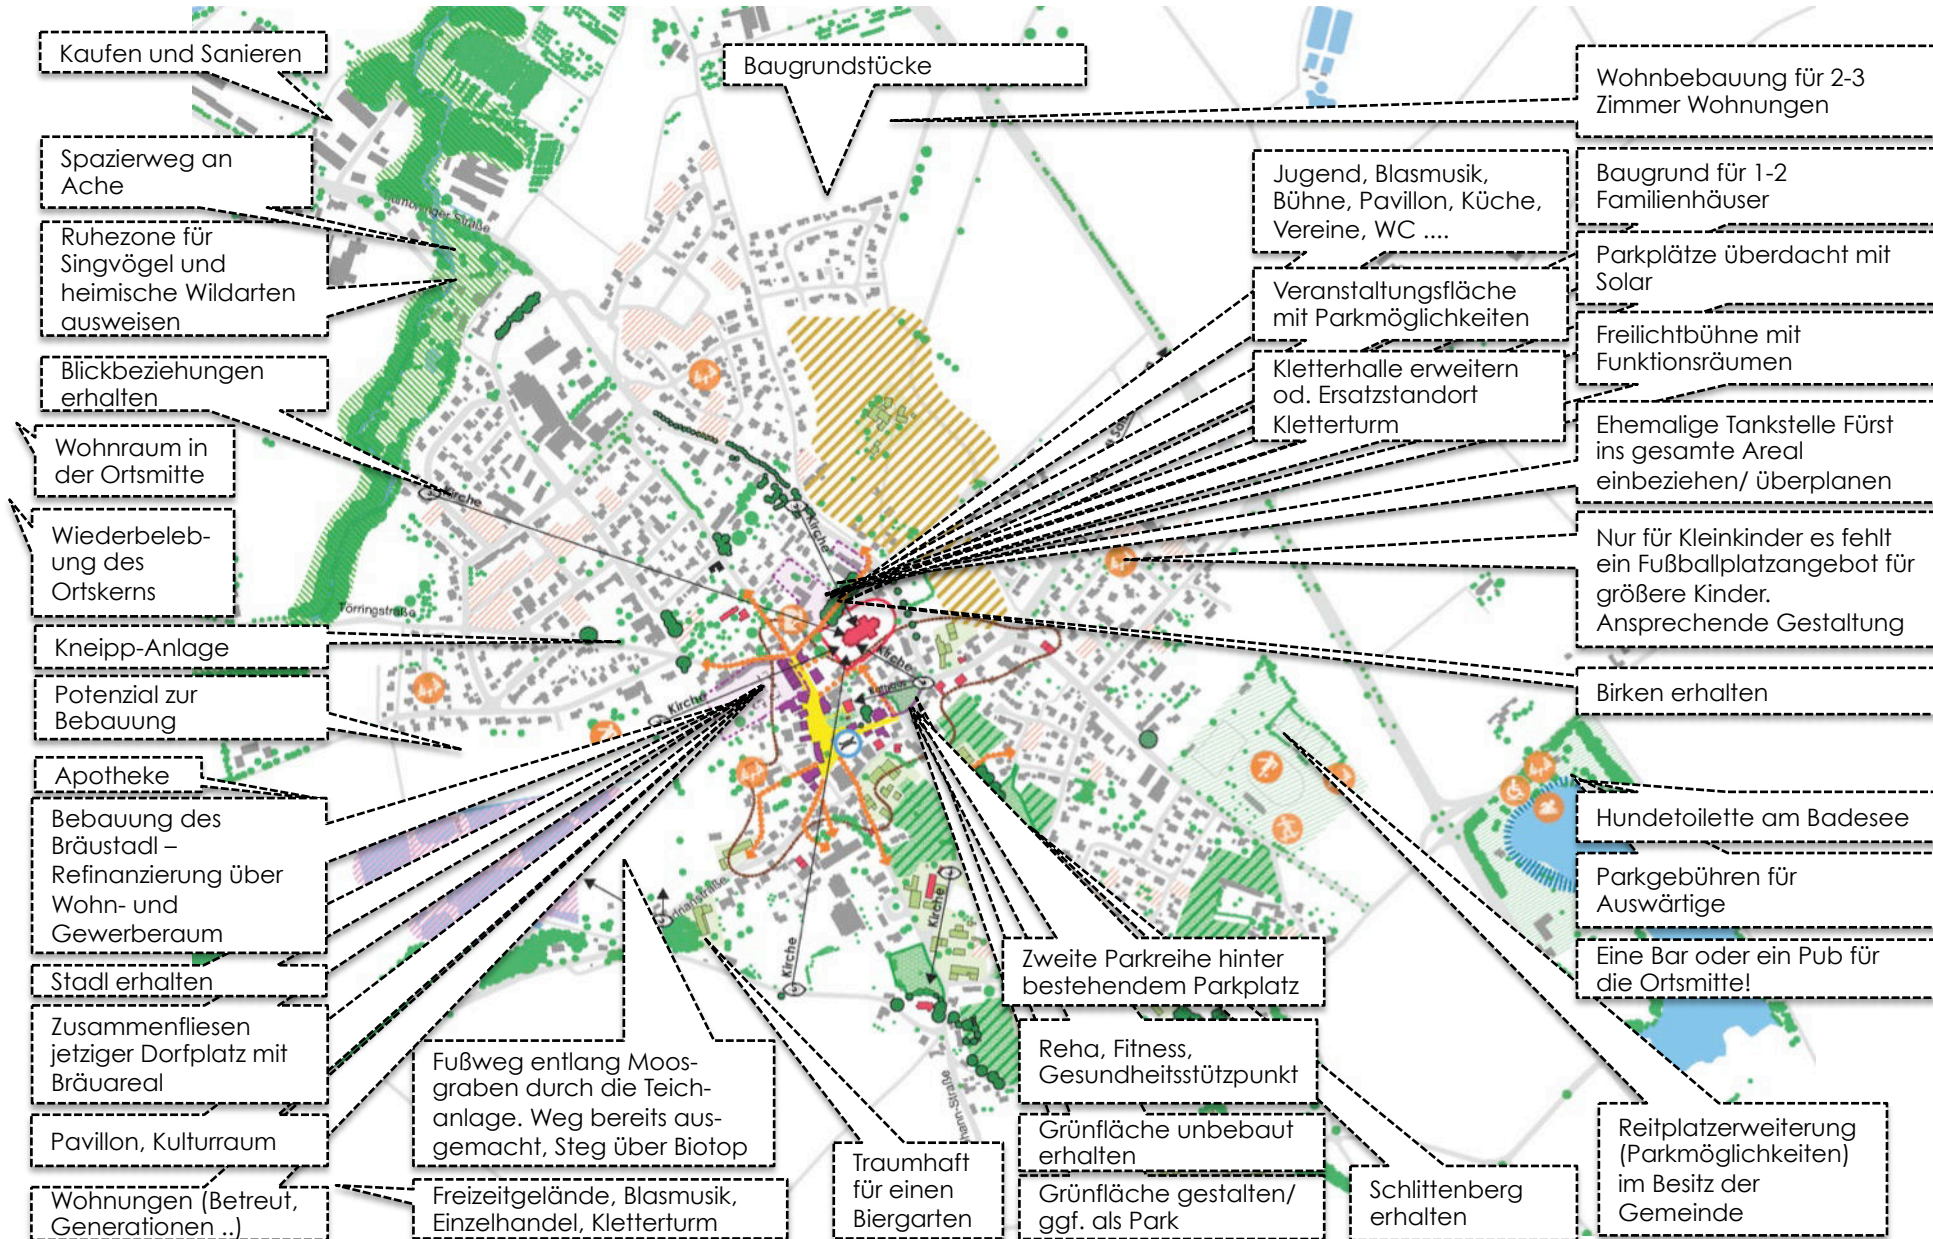 Kaufen und Sanieren
Spazierweg an
Ache
Ruhezone für
Singvögel und
heimische Wildarten
ausweisen
Blickbeziehungen
erhalten
Wohnraum in
der Ortsmitte
Wiederbeleb-
ung des
Ortskerns
Kneipp-Anlage
Potenzial zur
Bebauung
Apotheke
Bebauung des
Bräustadl –
Refinanzierung über
Wohn- und
Gewerberaum
Stadl erhalten
Zusammenfliesen
jetziger Dorfplatz mit
Bräuareal
Pavillon, Kulturraum
Wohnungen (Betreut,
Generationen ..)
Baugrundstücke
Kirche
Kirche
Törringstraße
Kirche
Kirche
Rathaus
Kirche
Kirche
Fußweg entlang Moos-
graben durch die Teich-
anlage. Weg bereits aus-
gemacht, Steg über Biotop
Freizeitgelände, Blasmusik,
Einzelhandel, Kletterturm
Traumhaft
für einen
Biergarten
Zweite Parkreihe hinter
bestehendem Parkplatz
Reha, Fitness,
Gesundheitsstützpunkt
Grünfläche unbebaut
erhalten
Grünfläche gestalten/
ggf. als Park
Schlittenberg
erhalten
Reitplatzerweiterung
(Parkmöglichkeiten)
im Besitz der
Gemeinde
Jugend, Blasmusik,
Bühne, Pavillon, Küche,
Vereine, WC ....
Veranstaltungsfläche
mit Parkmöglichkeiten
Kletterhalle erweitern
od. Ersatzstandort
Kletterturm
Wohnbebauung für 2-3
Zimmer Wohnungen
Baugrund für 1-2
Familienhäuser
Parkplätze überdacht mit
Solar
Freilichtbühne mit
Funktionsräumen
Ehemalige Tankstelle Fürst
ins gesamte Areal
einbeziehen/ überplanen
Nur für Kleinkinder es fehlt
ein Fußballplatzangebot für
größere Kinder.
Ansprechende Gestaltung
Birken erhalten
Hundetoilette am Badesee
Parkgebühren für
Auswärtige
Eine Bar oder ein Pub für
die Ortsmitte!